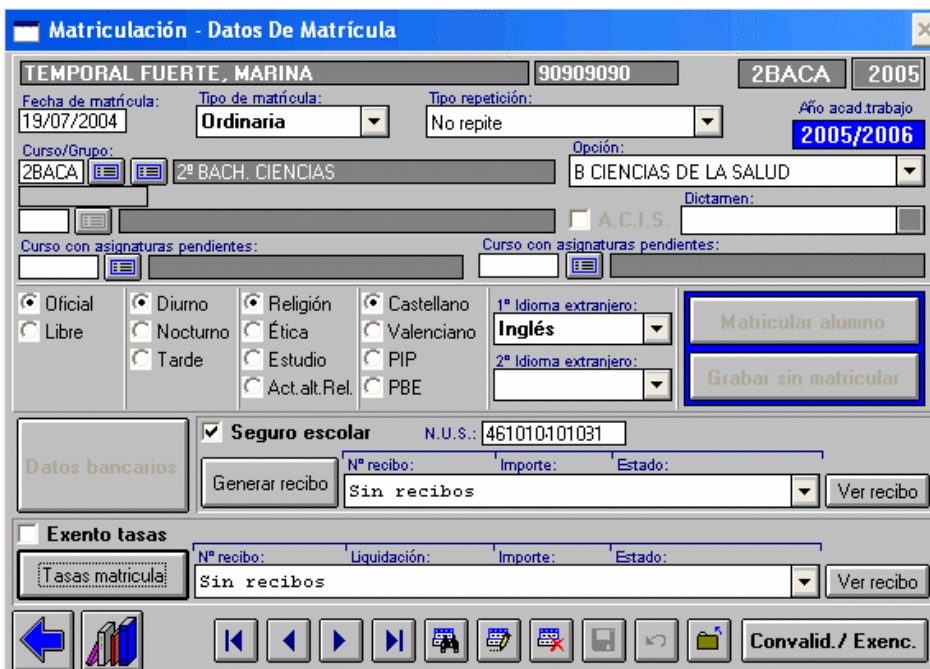 Matriculación - Datos De Matrícula
TEMPORAL FUERTE, MARINA 90909090 2BACA 2005
Fecha de matrícula: Tipo de matrícula: Tipo repetición: Año acad.trabajo
19/07/2004 Ordinaria No repite 2005/2006
Curso/Grupo: Opción:
2BACA 2º BACH. CIENCIAS B CIENCIAS DE LA SALUD
Dictamen:
A.C.I.S.
Curso con asignaturas pendientes: Curso con asignaturas pendientes:
Oficial Diurno Religión Castellano 1º Idioma extranjero:
Libre Nocturno Ética Valenciano Inglés Matricular alumno
Tarde Estudio PIP 2º Idioma extranjero:
Act.alt.Rel. PBE Grabar sin matricular
Seguro escolar N.U.S.: 461010101031
Datos bancarios Nº recibo: Importe: Estado:
Generar recibo Sin recibos Ver recibo
Exento tasas
Nº recibo: Liquidación: Importe: Estado:
Tasas matricula Sin recibos Ver recibo
Convalid./ Exenc.